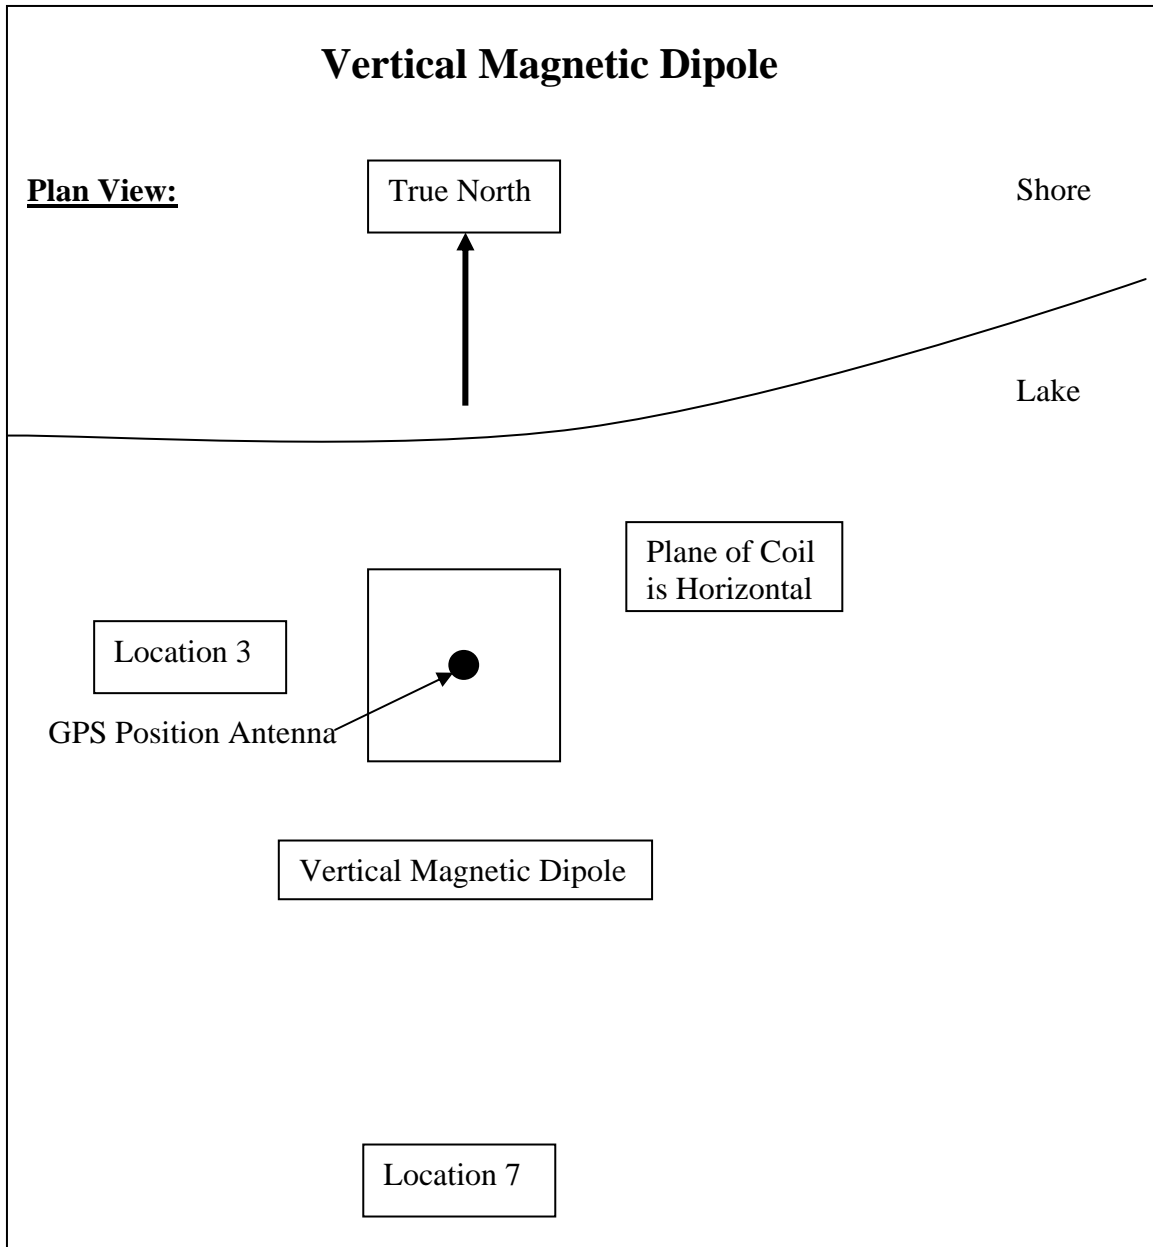 Vertical Magnetic Dipole
Plan View:
True North
Shore
Lake
Plane of Coil
is Horizontal
Location 3
GPS Position Antenna
Vertical Magnetic Dipole
Location 7